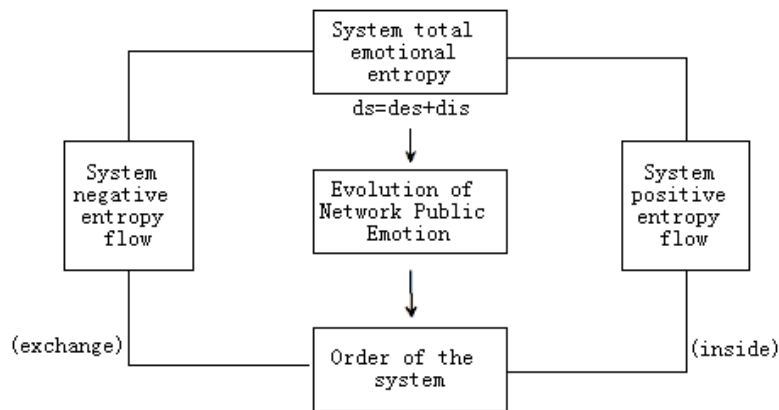 System total
emotional
entropy
ds=des+dis
System
negative
entropy
flow
Evolution of
Network Public
Emotion
System
positive
entropy
flow
(exchange)
Order of the
system
(inside)